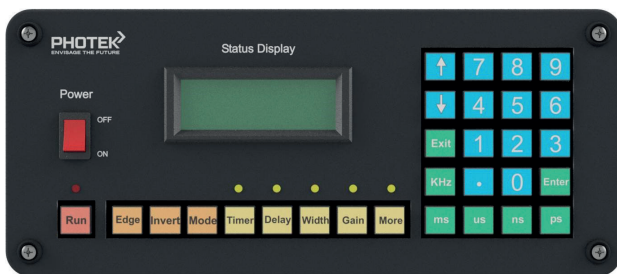 PHOTEK
ENVISAGE THE FUTURE
Status Display
Power
OFF
ON
Run
Edge Invert Mode Timer Delay Width Gain More
↑ 7 8 9
↓ 4 5 6
Exit 1 2 3
KHz . 0 Enter
ms us ns ps